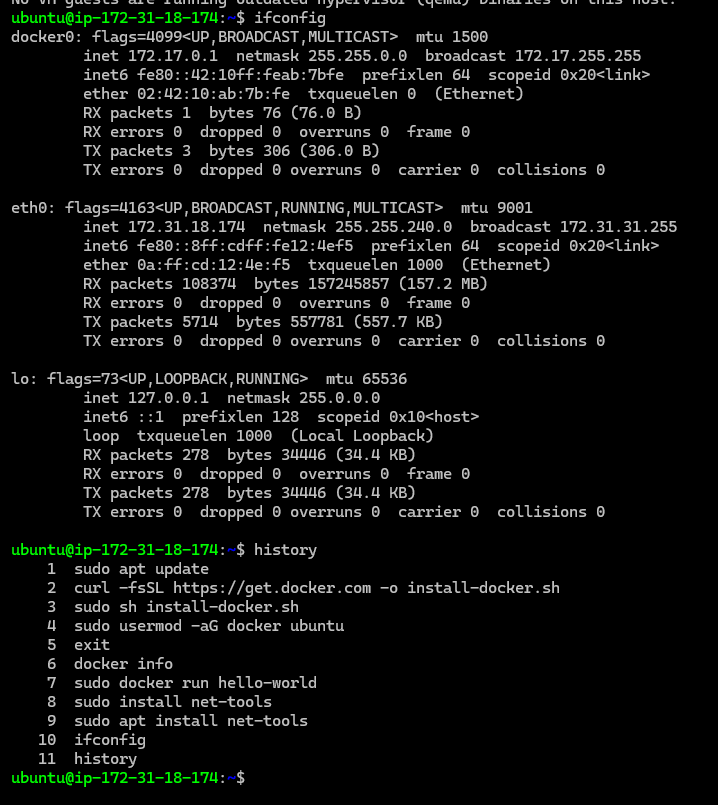 No VM guests are running outdated hypervisor (qemu) binaries on this host.
ubuntu@ip-172-31-18-174:~$ ifconfig
docker0: flags=4099<UP,BROADCAST,MULTICAST>  mtu 1500
        inet 172.17.0.1  netmask 255.255.0.0  broadcast 172.17.255.255
        inet6 fe80::42:10ff:feab:7bfe  prefixlen 64  scopeid 0x20<link>
        ether 02:42:10:ab:7b:fe  txqueuelen 0  (Ethernet)
        RX packets 1  bytes 76 (76.0 B)
        RX errors 0  dropped 0  overruns 0  frame 0
        TX packets 3  bytes 306 (306.0 B)
        TX errors 0  dropped 0 overruns 0  carrier 0  collisions 0

eth0: flags=4163<UP,BROADCAST,RUNNING,MULTICAST>  mtu 9001
        inet 172.31.18.174  netmask 255.255.240.0  broadcast 172.31.31.255
        inet6 fe80::8ff:cdff:fe12:4ef5  prefixlen 64  scopeid 0x20<link>
        ether 0a:ff:cd:12:4e:f5  txqueuelen 1000  (Ethernet)
        RX packets 108374  bytes 157245857 (157.2 MB)
        RX errors 0  dropped 0  overruns 0  frame 0
        TX packets 5714  bytes 557781 (557.7 KB)
        TX errors 0  dropped 0 overruns 0  carrier 0  collisions 0

lo: flags=73<UP,LOOPBACK,RUNNING>  mtu 65536
        inet 127.0.0.1  netmask 255.0.0.0
        inet6 ::1  prefixlen 128  scopeid 0x10<host>
        loop  txqueuelen 1000  (Local Loopback)
        RX packets 278  bytes 34446 (34.4 KB)
        RX errors 0  dropped 0  overruns 0  frame 0
        TX packets 278  bytes 34446 (34.4 KB)
        TX errors 0  dropped 0 overruns 0  carrier 0  collisions 0

ubuntu@ip-172-31-18-174:~$ history
    1  sudo apt update
    2  curl -fsSL https://get.docker.com -o install-docker.sh
    3  sudo sh install-docker.sh
    4  sudo usermod -aG docker ubuntu
    5  exit
    6  docker info
    7  sudo docker run hello-world
    8  sudo install net-tools
    9  sudo apt install net-tools
   10  ifconfig
   11  history
ubuntu@ip-172-31-18-174:~$